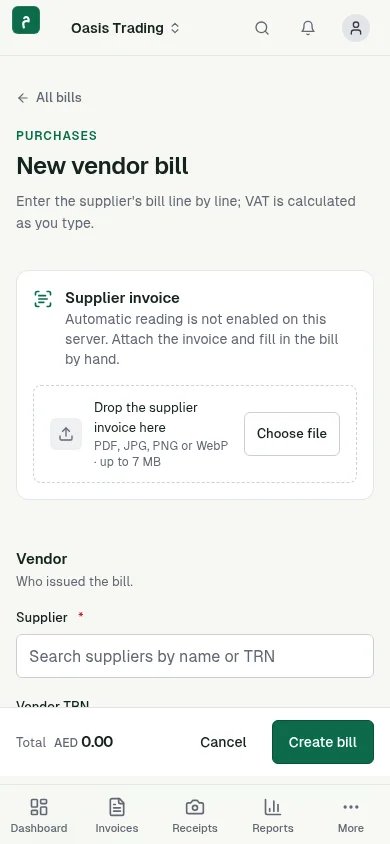 Oasis Trading
All bills
PURCHASES
New vendor bill
Enter the supplier's bill line by line; VAT is calculated
as you type.
Supplier invoice
Automatic reading is not enabled on this
server. Attach the invoice and fill in the bill
by hand.
Drop the supplier
invoice here
PDF, JPG, PNG or WebP
· up to 7 MB
Choose file
Vendor
Who issued the bill.
Supplier *
Search suppliers by name or TRN
Vendor TRN
Total AED 0.00
Cancel
Create bill
Dashboard
Invoices
Receipts
Reports
More